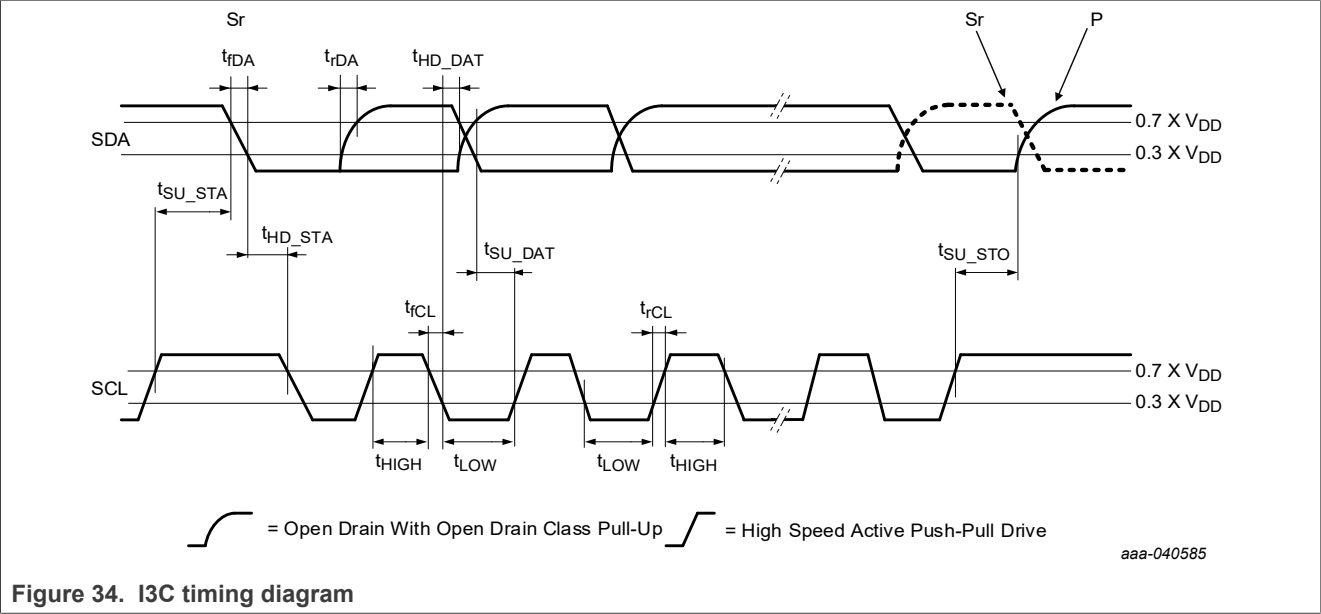 Sr
Sr
P
tfDA
trDA
tHD_DAT
SDA
0.7 X VDD
0.3 X VDD
tSU_STA
tHD_STA
tSU_DAT
tSU_STO
tfCL
trCL
SCL
0.7 X VDD
0.3 X VDD
tHIGH
tLOW
tLOW
tHIGH
= Open Drain With Open Drain Class Pull-Up
= High Speed Active Push-Pull Drive
aaa-040585
Figure 34. I3C timing diagram